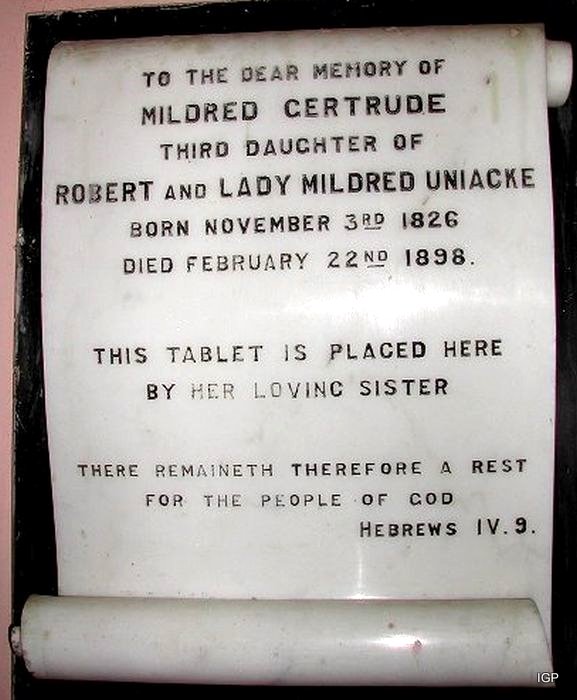 TO THE DEAR MEMORY OF
MILDRED GERTRUDE
THIRD DAUGHTER OF
ROBERT AND LADY MILDRED UNIACKE
BORN NOVEMBER 3RD 1826
DIED FEBRUARY 22ND 1898.
THIS TABLET IS PLACED HERE
BY HER LOVING SISTER
THERE REMAINETH THEREFORE A REST
FOR THE PEOPLE OF GOD
HEBREWS IV. 9.
IGP